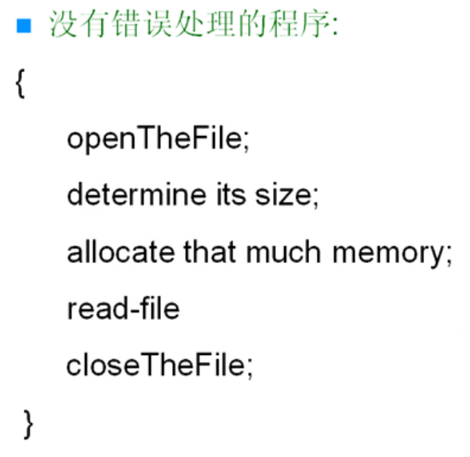 没有错误处理的程序:
{
openTheFile;
determine its size;
allocate that much memory;
read-file
closeTheFile;
}